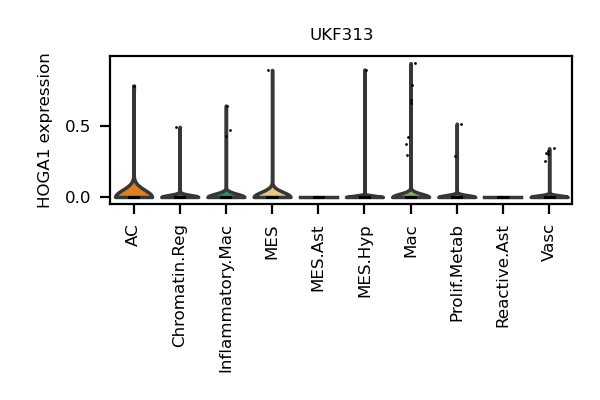 UKF313
HOGA1 expression
0.5
0.0
AC
Chromatin.Reg
Inflammatory.Mac
MES
MES.Ast
MES.Hyp
Mac
Prolif.Metab
Reactive.Ast
Vasc